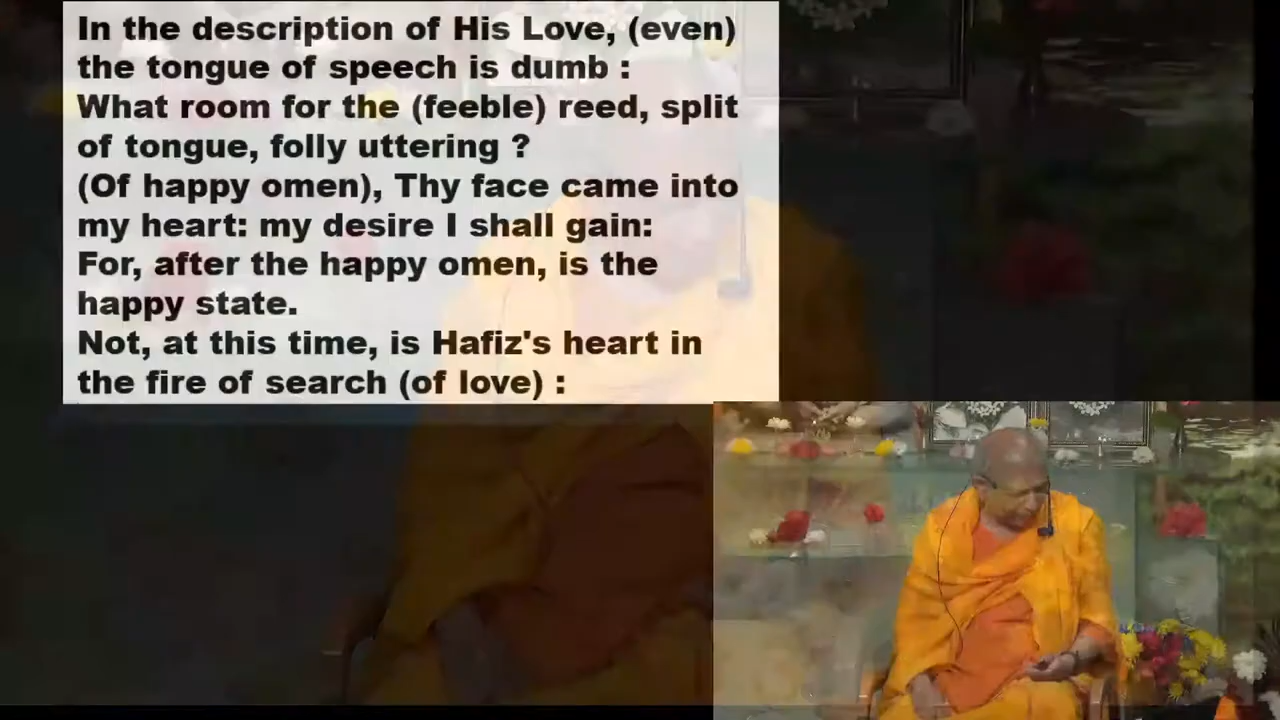 In the description of His Love, (even)
the tongue of speech is dumb :
What room for the (feeble) reed, split
of tongue, folly uttering ?
(Of happy omen), Thy face came into
my heart: my desire I shall gain:
For, after the happy omen, is the
happy state.
Not, at this time, is Hafiz's heart in
the fire of search (of love) :